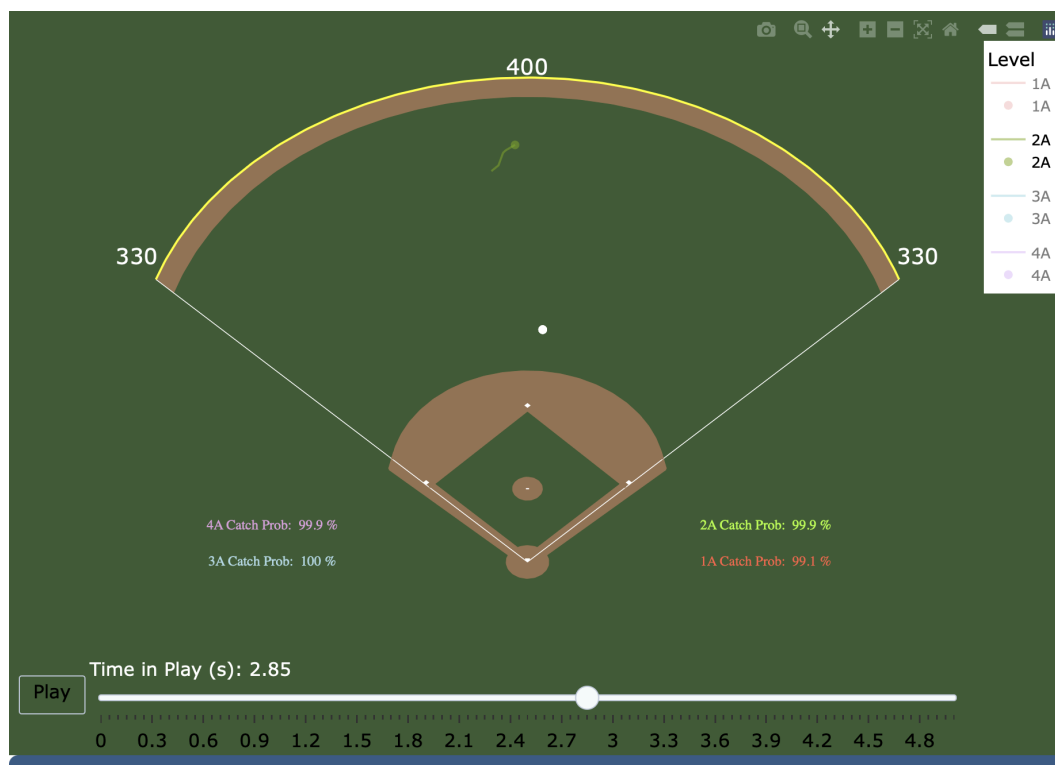 400
Level
1A
1A
2A
2A
3A
3A
4A
4A
330
330
4A Catch Prob: 99.9 %
2A Catch Prob: 99.9 %
3A Catch Prob: 100 %
1A Catch Prob: 99.1 %
Time in Play (s): 2.85
Play
0 0.3 0.6 0.9 1.2 1.5 1.8 2.1 2.4 2.7 3 3.3 3.6 3.9 4.2 4.5 4.8